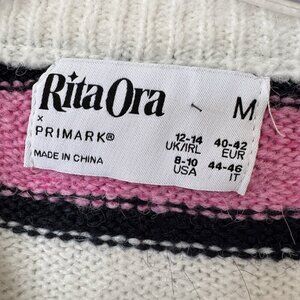 Rita Ora
x
PRIMARK®
MADE IN CHINA
M
12-14 40-42
UK/IRL EUR
8-10 44-46
USA IT